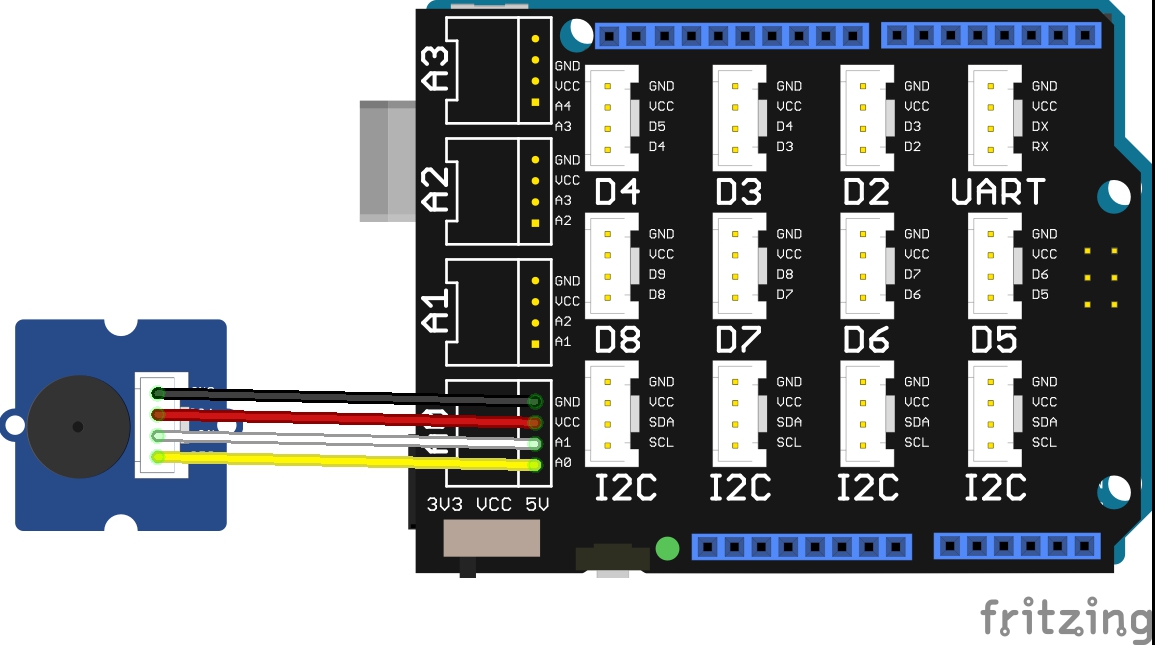 A3
GND
VCC
A4
A3
A2
GND
VCC
A3
A2
A1
GND
VCC
A2
A1
GND
VCC
A1
A0
3V3 VCC 5V
GND
VCC
D5
D4
D4
GND
VCC
D4
D3
D3
GND
VCC
D3
D2
D2
GND
VCC
DX
RX
UART
GND
VCC
D9
D8
D8
GND
VCC
D8
D7
D7
GND
VCC
D7
D6
D6
GND
VCC
D6
D5
D5
GND
VCC
SDA
SCL
I2C
GND
VCC
SDA
SCL
I2C
GND
VCC
SDA
SCL
I2C
GND
VCC
SDA
SCL
I2C
fritzing